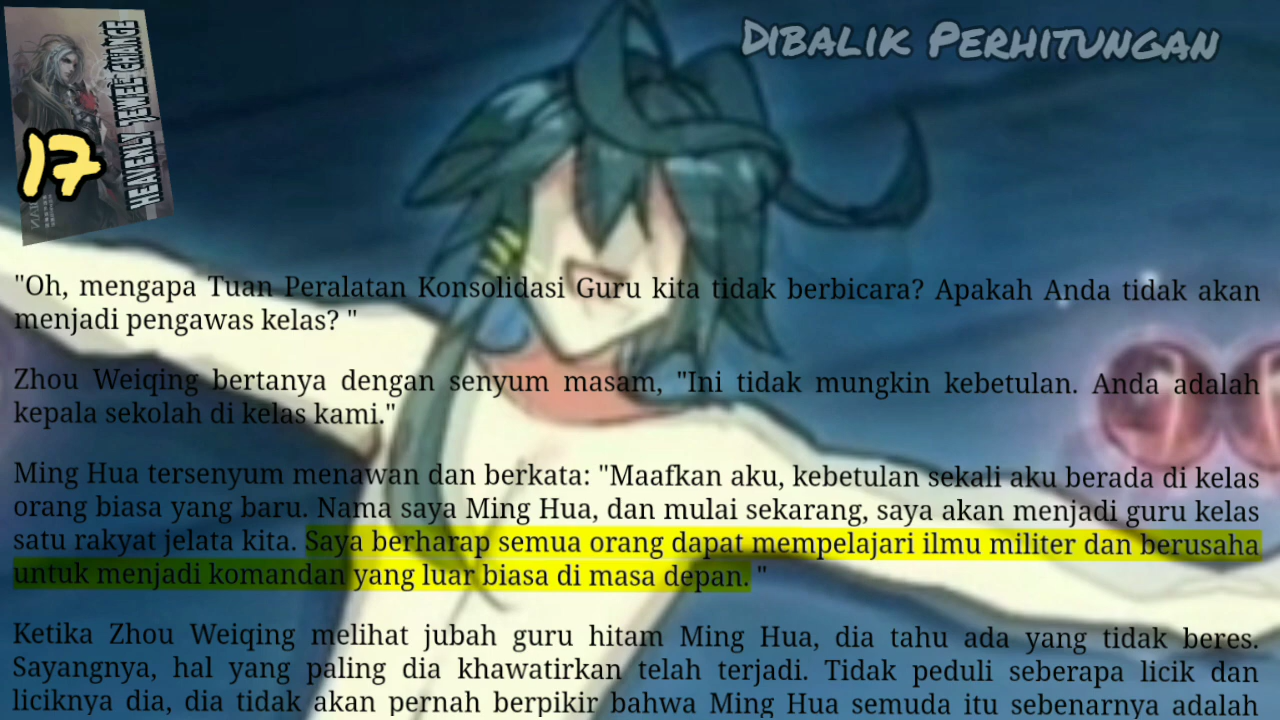 DIBALIK PERHITUNGAN
HEAVENLY JEWEL CHANGE
17
"Oh, mengapa Tuan Peralatan Konsolidasi Guru kita tidak berbicara? Apakah Anda tidak akan
menjadi pengawas kelas? "
Zhou Weiqing bertanya dengan senyum masam, "Ini tidak mungkin kebetulan. Anda adalah
kepala sekolah di kelas kami."
Ming Hua tersenyum menawan dan berkata: "Maafkan aku, kebetulan sekali aku berada di kelas
orang biasa yang baru. Nama saya Ming Hua, dan mulai sekarang, saya akan menjadi guru kelas
satu rakyat jelata kita. Saya berharap semua orang dapat mempelajari ilmu militer dan berusaha
untuk menjadi komandan yang luar biasa di masa depan. "
Ketika Zhou Weiqing melihat jubah guru hitam Ming Hua, dia tahu ada yang tidak beres.
Sayangnya, hal yang paling dia khawatirkan telah terjadi. Tidak peduli seberapa licik dan
liciknya dia, dia tidak akan pernah berpikir bahwa Ming Hua semuda itu sebenarnya adalah